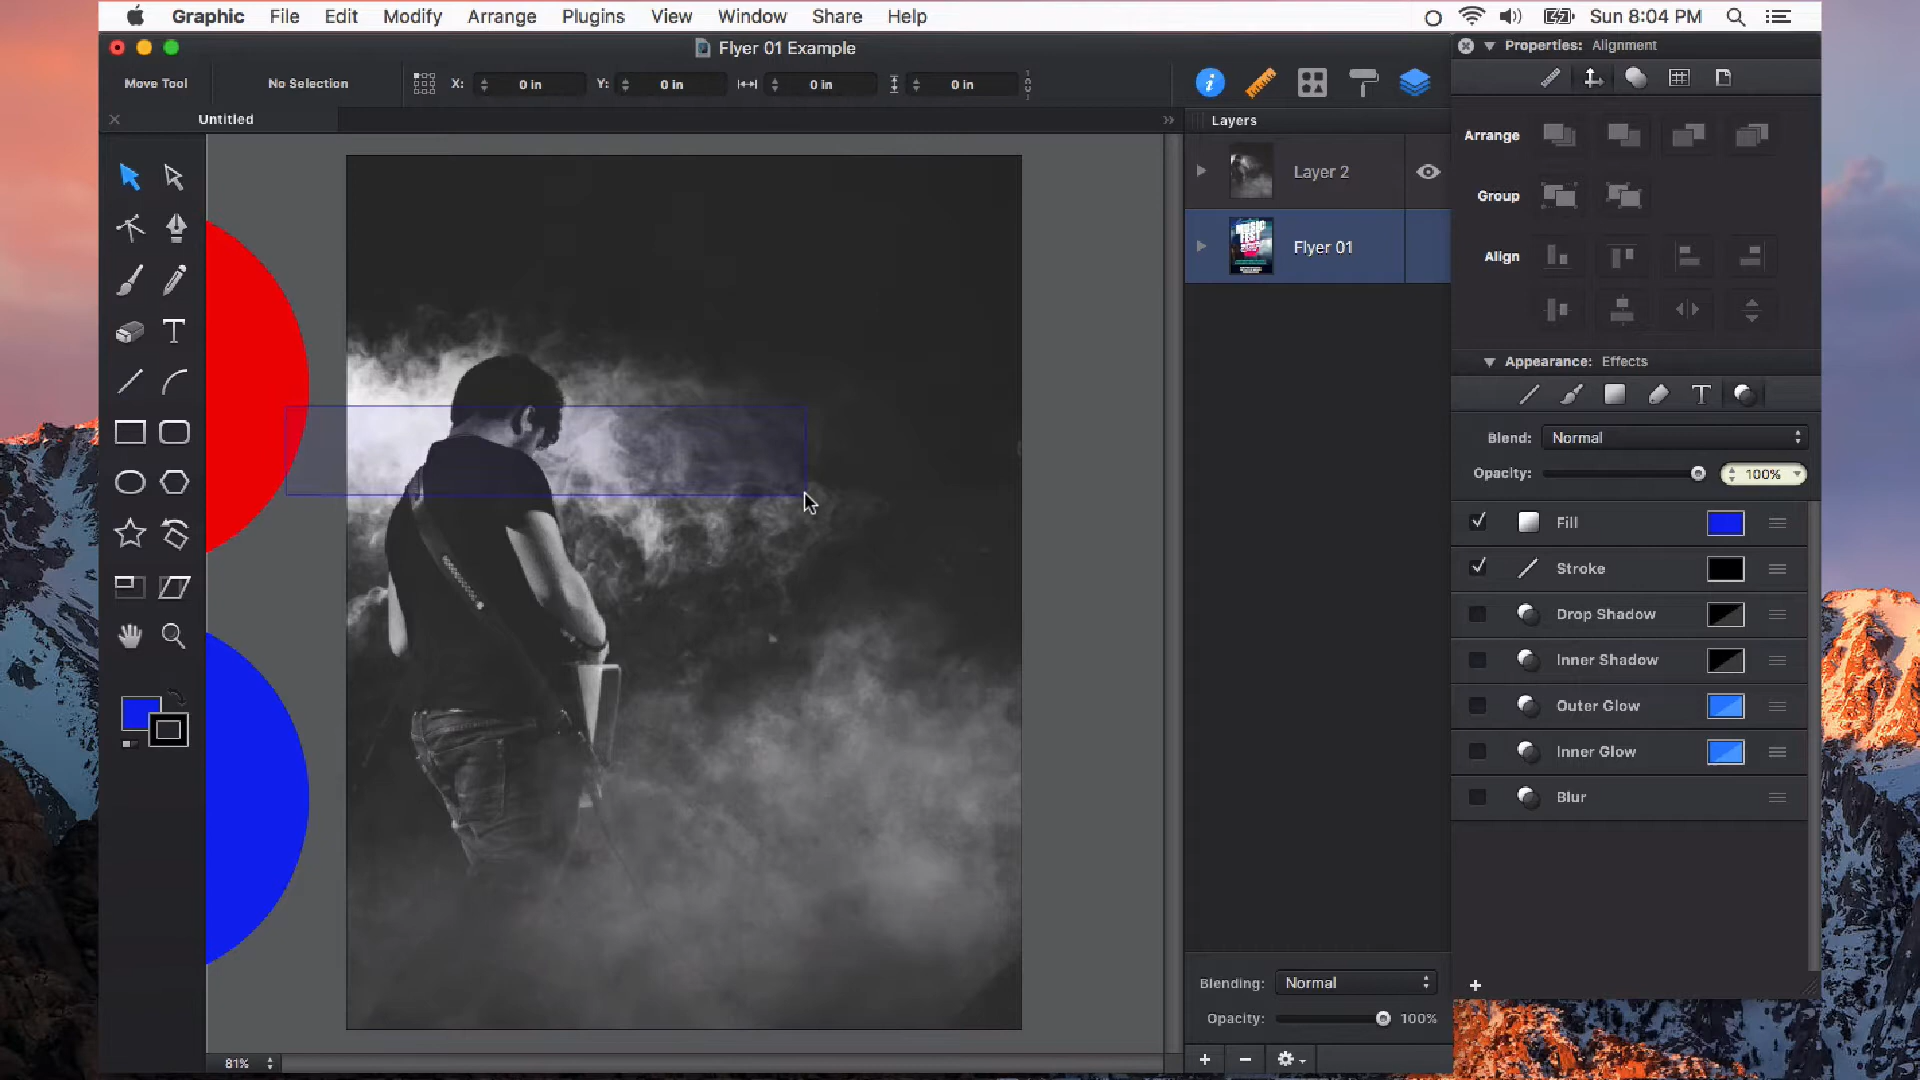 Graphic File Edit Modify Arrange Plugins View Window Share Help Sun 8:04 PM
Flyer 01 Example
Properties: Alignment
Move Tool No Selection X: 0 in Y: 0 in 0 in 0 in
Untitled
Layers
Layer 2
Flyer 01
MUSIC
FEST
Arrange
Group
Align
Appearance: Effects
Blend: Normal
Opacity: 100%
Fill
Stroke
Drop Shadow
Inner Shadow
Outer Glow
Inner Glow
Blur
Blending: Normal
Opacity: 100%
81%